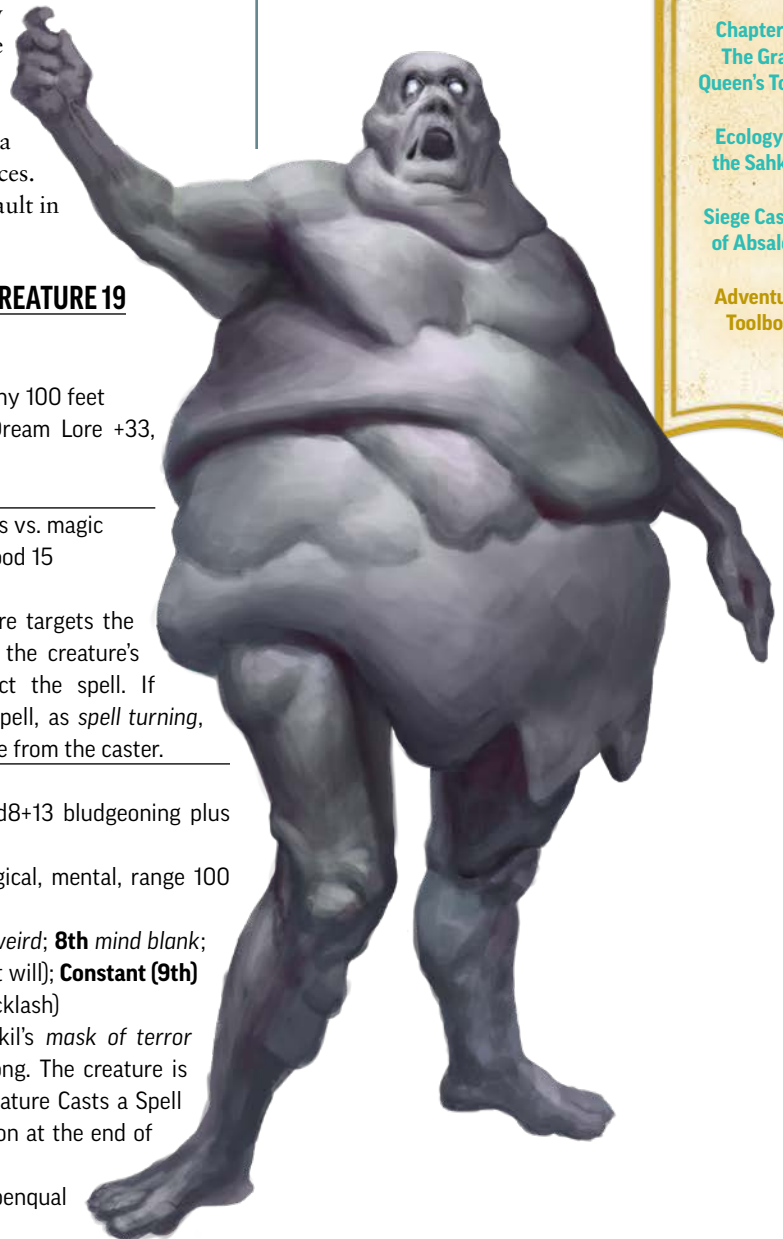 a
ces.
ault in
REATURE 19
ny 100 feet
Dream Lore +33,
s vs. magic
ood 15
re targets the
the creature's
ct the spell. If
pell, as spell turning,
e from the caster.
d8+13 bludgeoning plus
gical, mental, range 100
weird; 8th mind blank;
t will); Constant (9th)
cklash)
kil's mask of terror
ong. The creature is
ature Casts a Spell
on at the end of
penqual
Chapter
The Gra
Queen's To
Ecology
the Sahk
Siege Cas
of Absalo
Adventu
Toolbo